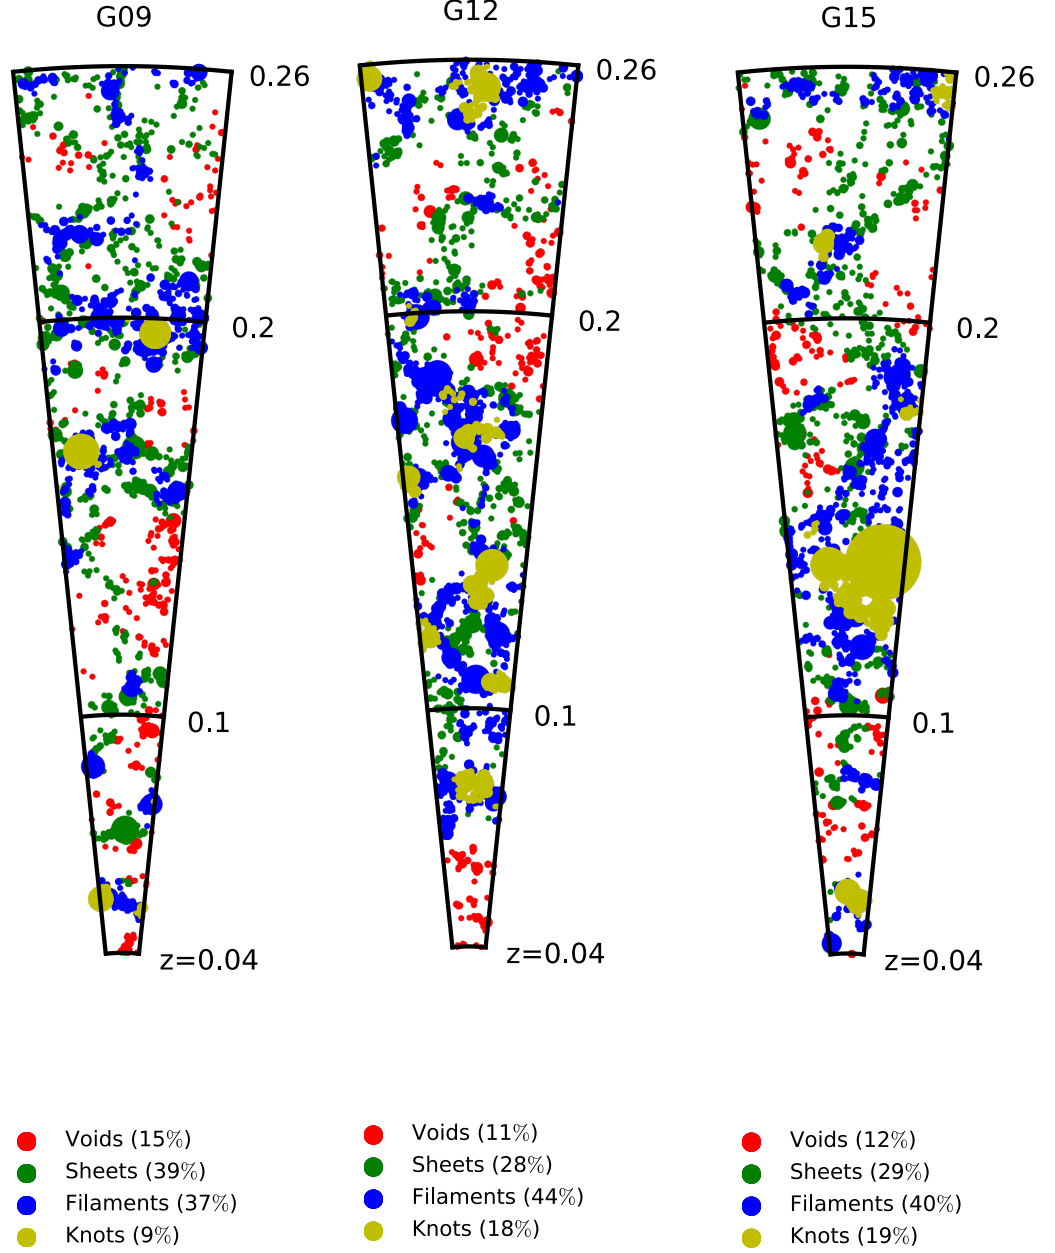 G09
G12
G15
0.26
0.26
0.26
0.2
0.2
0.2
0.1
0.1
0.1
z=0.04
z=0.04
z=0.04
Voids (15%)
Sheets (39%)
Filaments (37%)
Knots (9%)
Voids (11%)
Sheets (28%)
Filaments (44%)
Knots (18%)
Voids (12%)
Sheets (29%)
Filaments (40%)
Knots (19%)